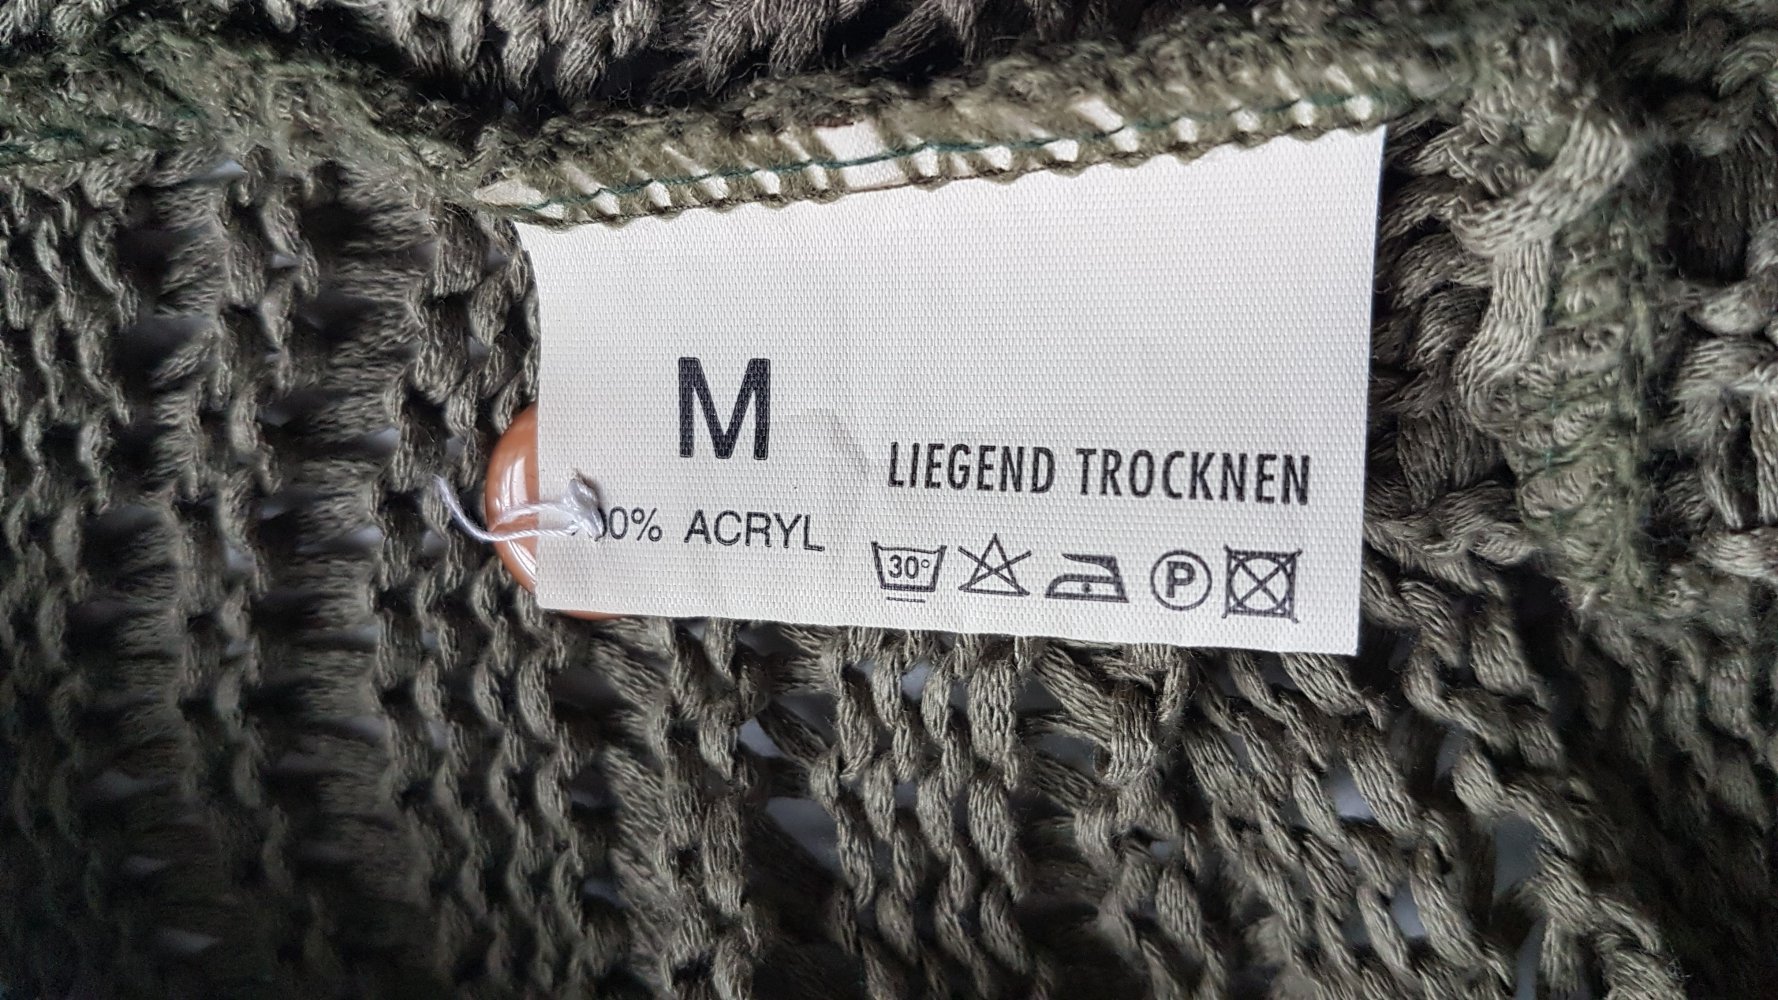 M
LIEGEND TROCKNEN
00% ACRYL
30°
P